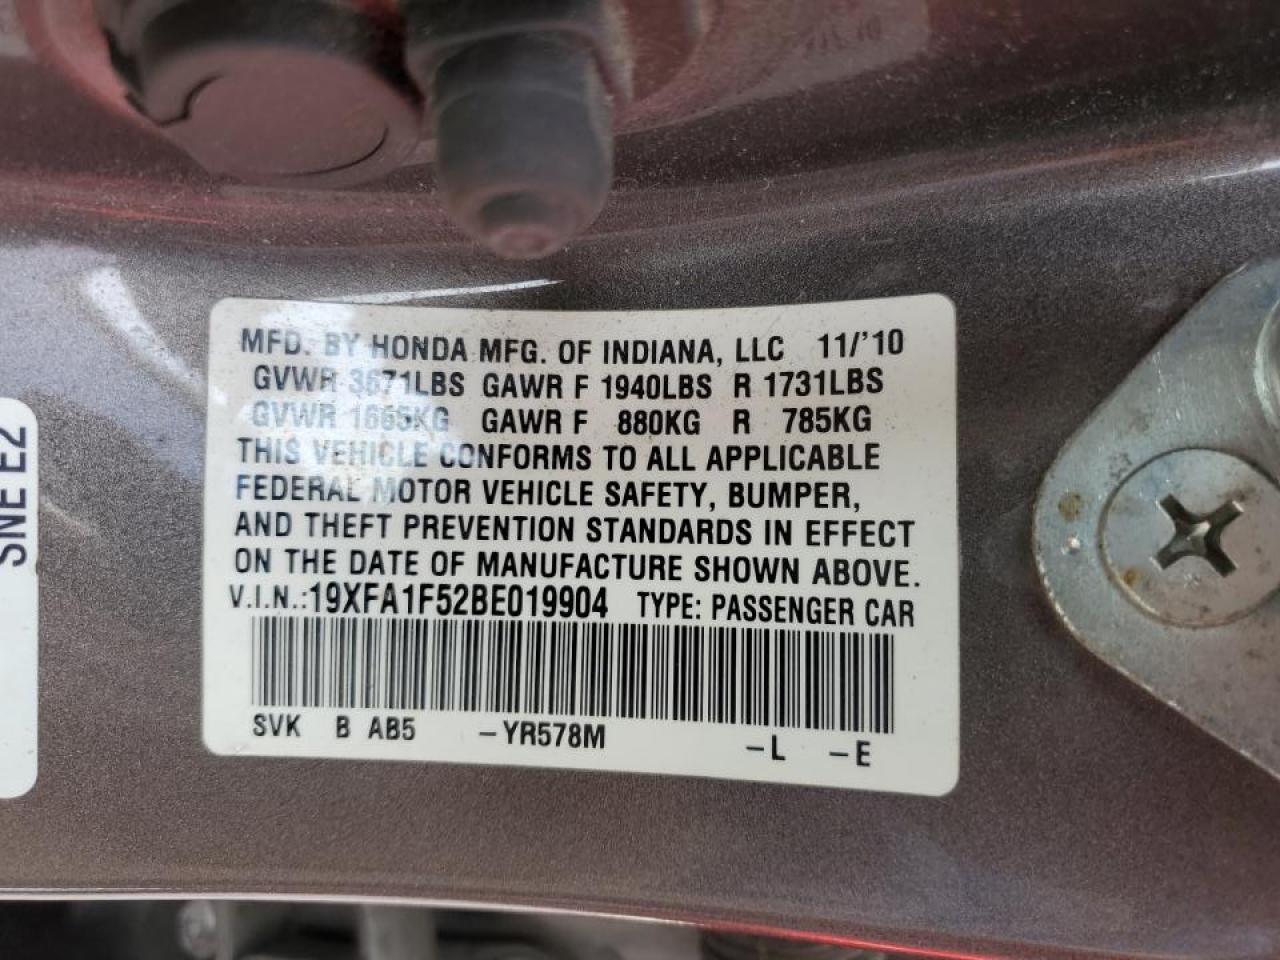 MFD. BY HONDA MFG. OF INDIANA, LLC 11/'10
GVWR 3671LBS GAWR F 1940LBS R 1731LBS
GVWR 1665KG GAWR F 880KG R 785KG
THIS VEHICLE CONFORMS TO ALL APPLICABLE
FEDERAL MOTOR VEHICLE SAFETY, BUMPER,
AND THEFT PREVENTION STANDARDS IN EFFECT
ON THE DATE OF MANUFACTURE SHOWN ABOVE.
V.I.N.:19XFA1F52BE019904 TYPE: PASSENGER CAR
SVK B AB5 -YR578M -L -E
SNE E2